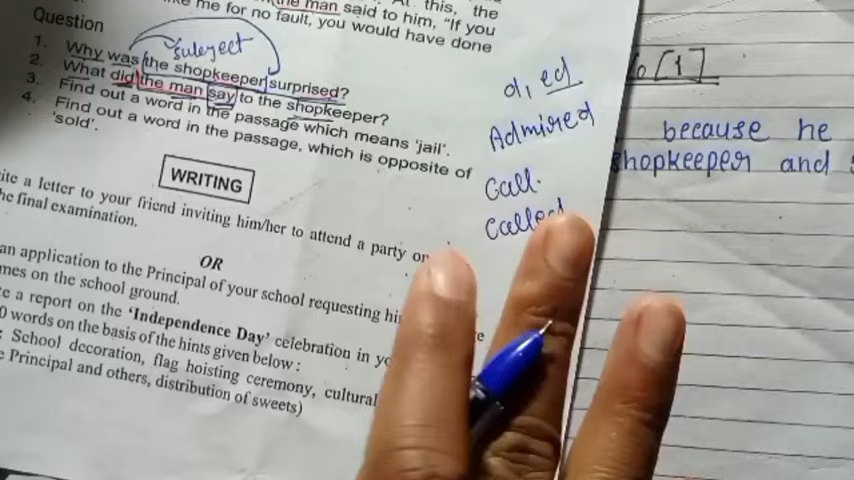 the man said to him, "If you
me for no fault, you would have done
Question
subject
1. Why was the shopkeeper surprised?
2. What did the man say to the shopkeeper?
3. Find out a word in the passage which means 'jail'.
4. Find out a word in the passage, which is opposite of
'sold'.
d, ed
Admired
Call.
Called
WRITING
a letter to your friend inviting him/her to attend a party on
final examination.
OR
an application to the Principal of your school requesting
on the school ground.
a report on the 'Independence Day' celebration in
words on the basis of the hints given below :
School decoration, flag hoisting ceremony, cultural
Principal and others, distribution of sweets)
[1]
because he
shopkeeper and